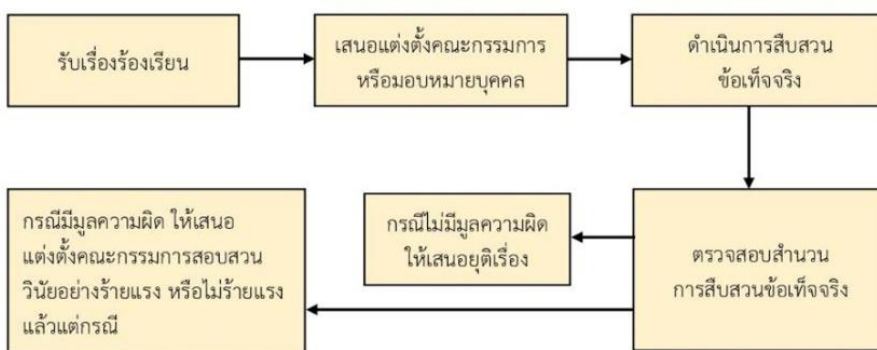 รับเรื่องร้องเรียน
เสนอแต่งตั้งคณะกรรมการ
หรือมอบหมายบุคคล
ดำเนินการสืบสวน
ข้อเท็จจริง
กรณีมีมูลความผิด ให้เสนอ
แต่งตั้งคณะกรรมการสอบสวน
วินัยอย่างร้ายแรง หรือไม่ร้ายแรง
แล้วแต่กรณี
กรณีไม่มีมูลความผิด
ให้เสนอยุติเรื่อง
ตรวจสอบสำนวน
การสืบสวนข้อเท็จจริง